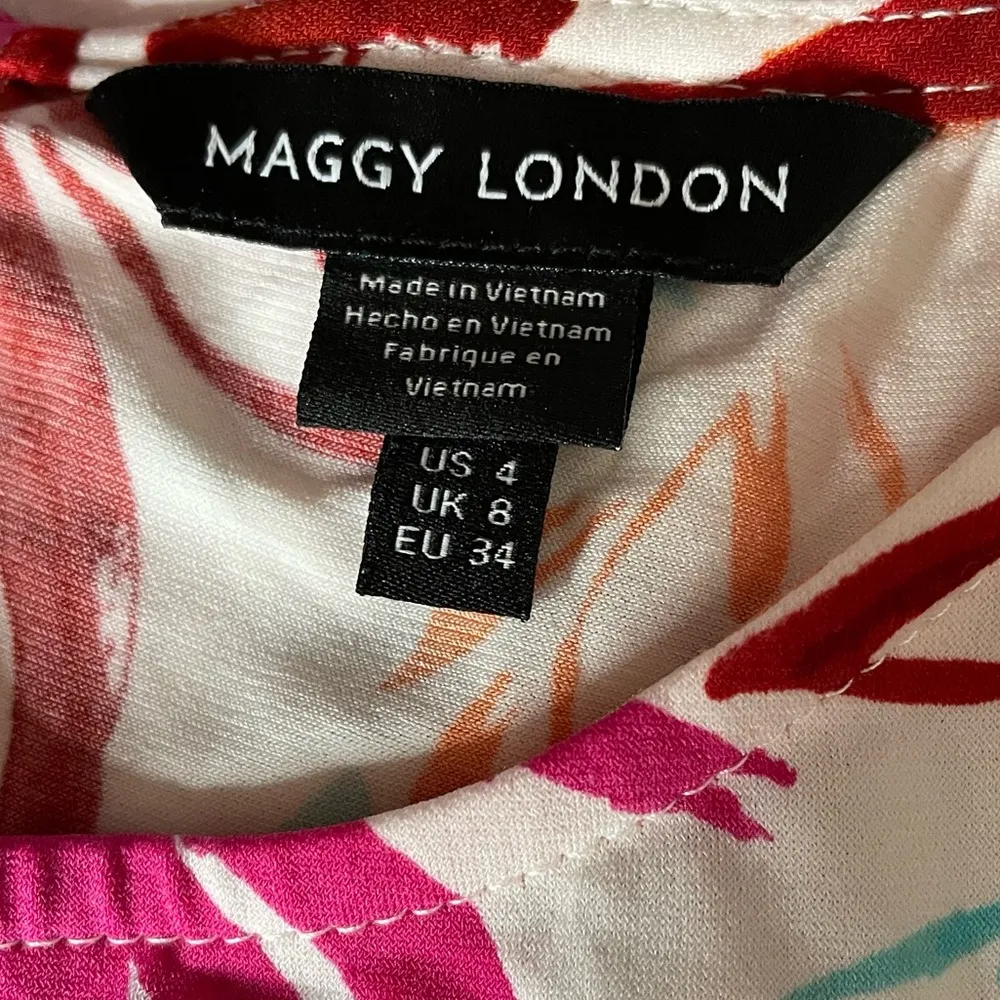 MAGGY LONDON
Made in Vietnam
Hecho en Vietnam
Fabrique en
Vietnam
US 4
UK 8
EU 34